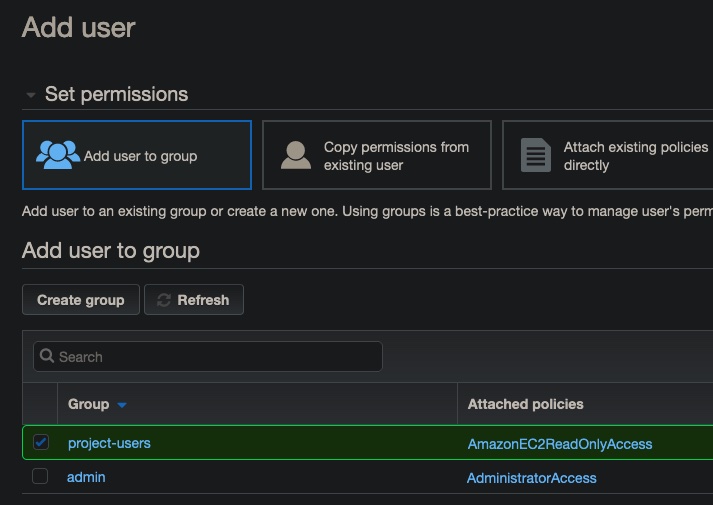 Add user
Set permissions
Add user to group
Copy permissions from
existing user
Attach existing policies
directly
Add user to an existing group or create a new one. Using groups is a best-practice way to manage user's
Add user to group
Create group
Refresh
Search
Group
Attached policies
project-users
AmazonEC2ReadOnlyAccess
admin
AdministratorAccess